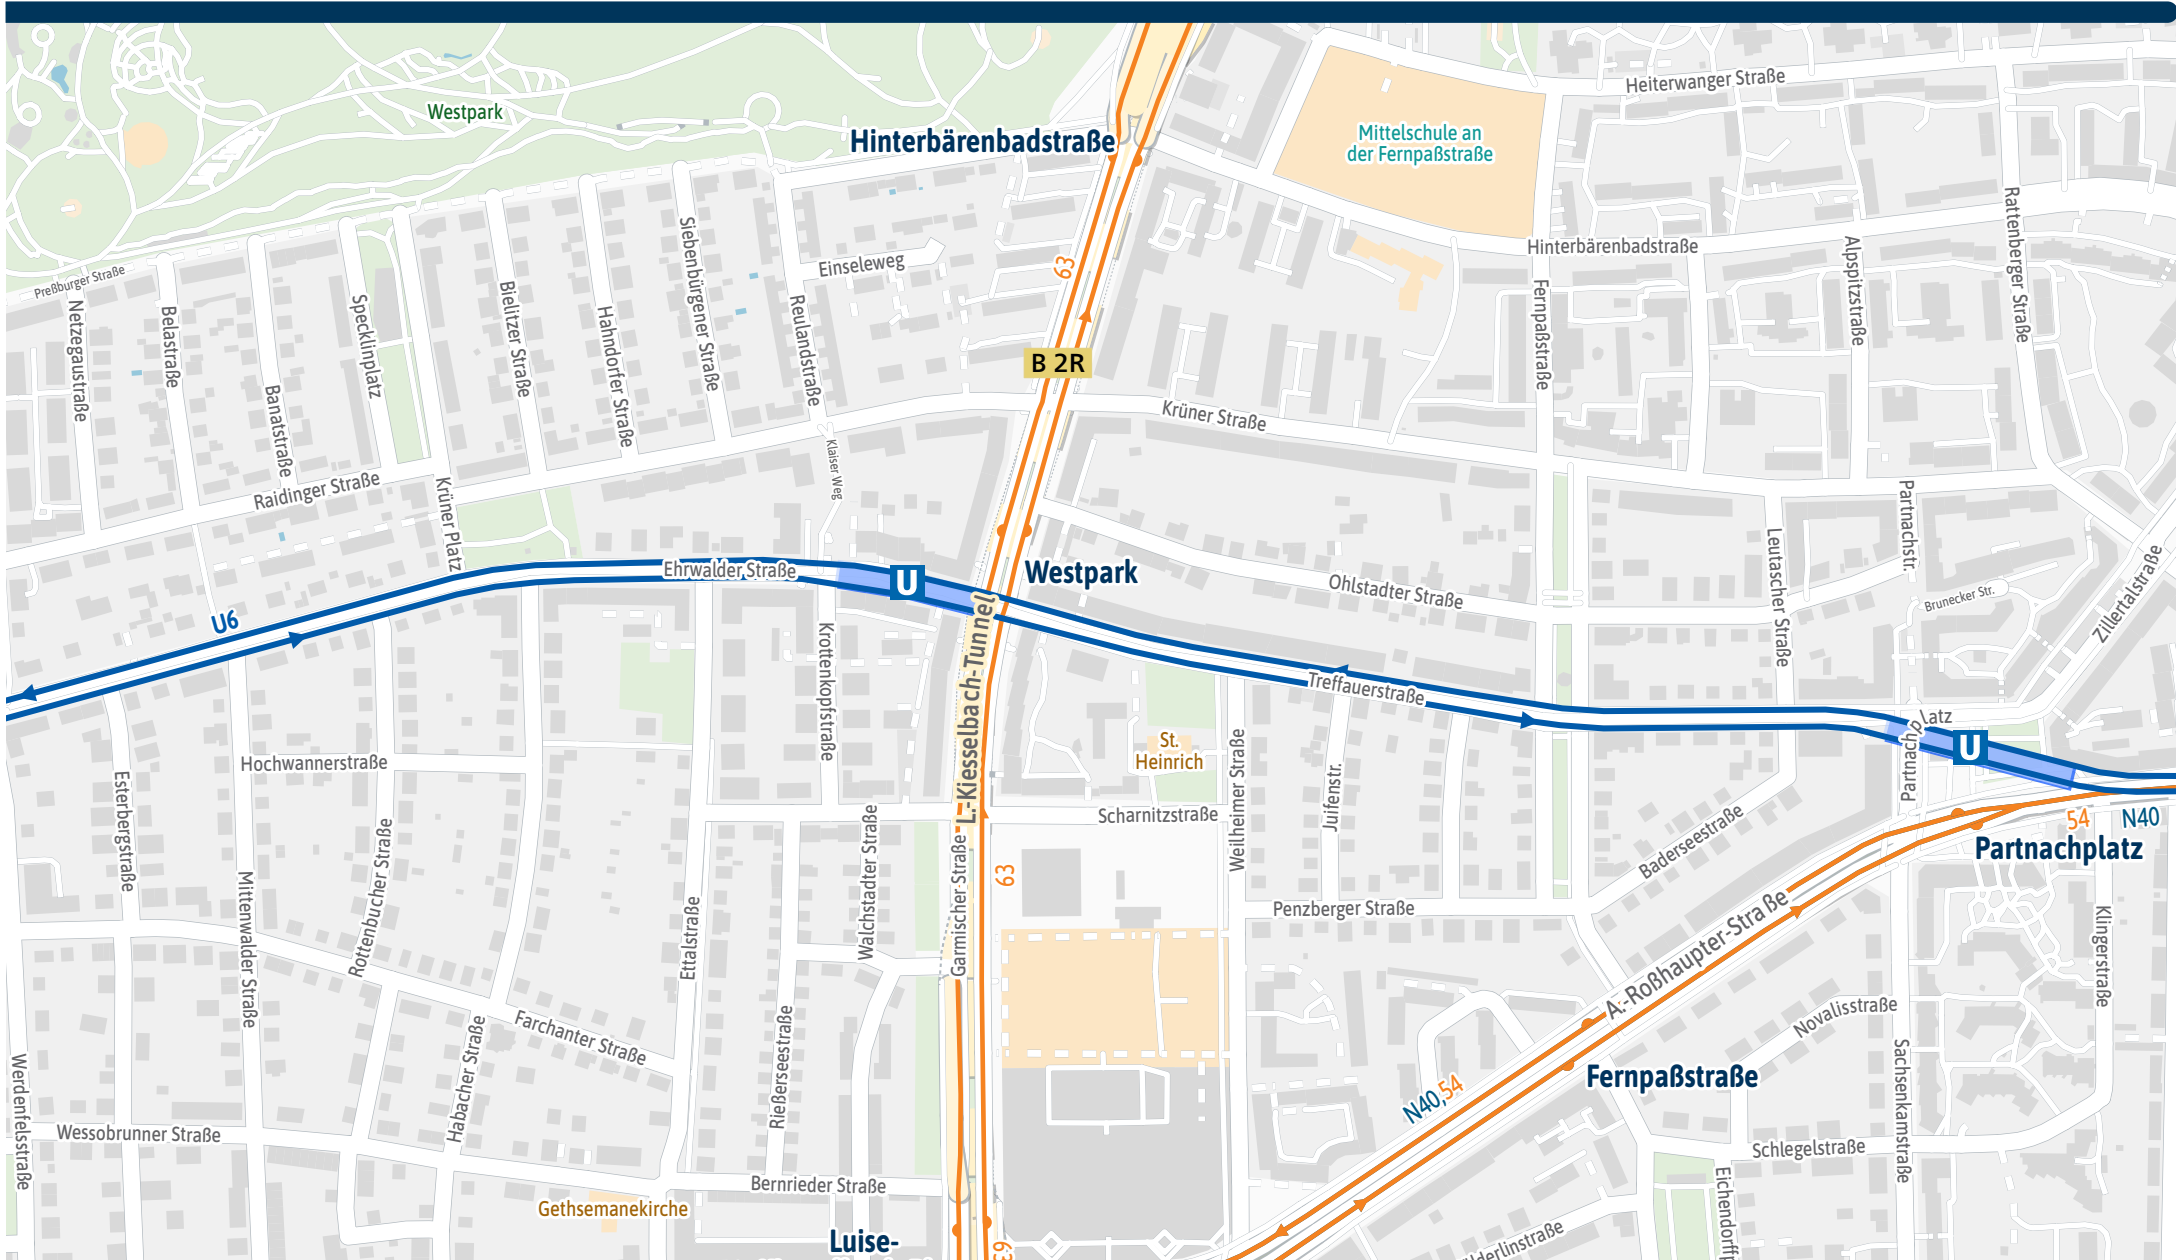 Heiterwanger Straße
Westpark
Hinterbärenbadstraße
Mittelschule an
der Fernpaßstraße
Rattenberger Straße
Siebenbürgener Straße
Hinterbärenbadstraße
Alpspitzstraße
Einseleweg
63
Preßburger Straße
Netzegaustraße
Belastraße
Specklinplatz
Bielitzer Straße
Hahndorfer Straße
Reulandstraße
Fernpaßstraße
B 2R
Banatstraße
Krüner Straße
Klaiser Weg
Raidinger Straße
Krüner Platz
Partnachstr.
Leutascher Straße
Zillertalstraße
Ehrwalder Straße
U
Westpark
Ohlstadter Straße
Brunecker Str.
U6
Krottenkopfstraße
L.-Kiesselbach-Tunnel
Treffauerstraße
Partnachplatz
U
St.
Heinrich
Weilheimer Straße
Hochwannerstraße
Juifenstr.
Esterbergstraße
Scharnitzstraße
54
N40
Partnachplatz
Rottenbucher Straße
Walchstadter Straße
Garmischer Straße
63
Baderseestraße
Mittenwalder Straße
Ettalstraße
Penzberger Straße
A.-Roßhaupter-Straße
Klingerstraße
Novalisstraße
Farchanter Straße
Habacher Straße
Rießerseestraße
Werdenfelsstraße
Fernpaßstraße
N40,54
Sachsenkamstraße
Wessobrunner Straße
Schlegelstraße
Bernrieder Straße
Gethsemanekirche
Luise-
63